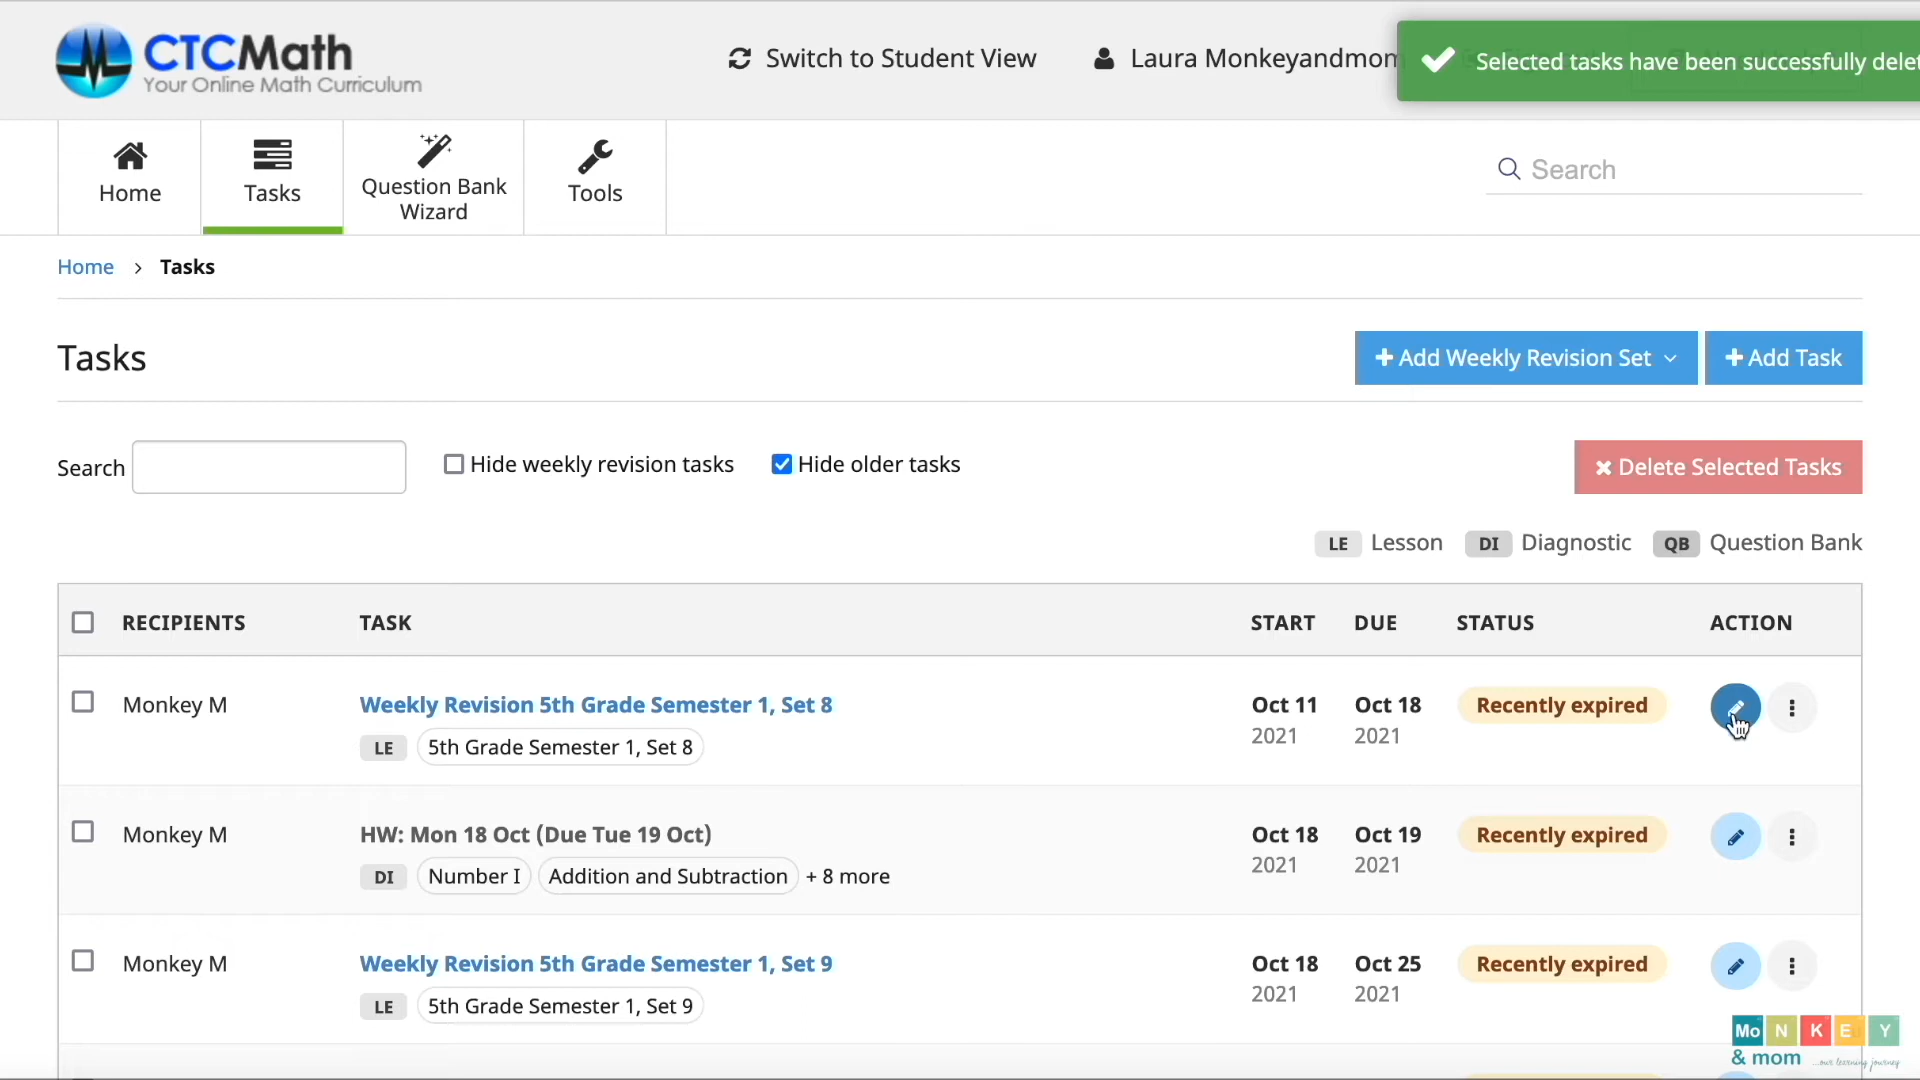 CTCMath
Your Online Math Curriculum
Switch to Student View
Laura Monkeyandmom
Selected tasks have been successfully delet
Home
Tasks
Question Bank
Wizard
Tools
Search
Home > Tasks
Tasks
Add Weekly Revision Set
Add Task
Search
Hide weekly revision tasks
Hide older tasks
Delete Selected Tasks
LE Lesson DI Diagnostic QB Question Bank
RECIPIENTS TASK START DUE STATUS ACTION
Monkey M Weekly Revision 5th Grade Semester 1, Set 8 Oct 11 Oct 18 Recently expired
LE 5th Grade Semester 1, Set 8 2021 2021
Monkey M HW: Mon 18 Oct (Due Tue 19 Oct) Oct 18 Oct 19 Recently expired
DI Number I Addition and Subtraction + 8 more 2021 2021
Monkey M Weekly Revision 5th Grade Semester 1, Set 9 Oct 18 Oct 25 Recently expired
LE 5th Grade Semester 1, Set 9 2021 2021
MoNKEY
& mom ...our learning journey